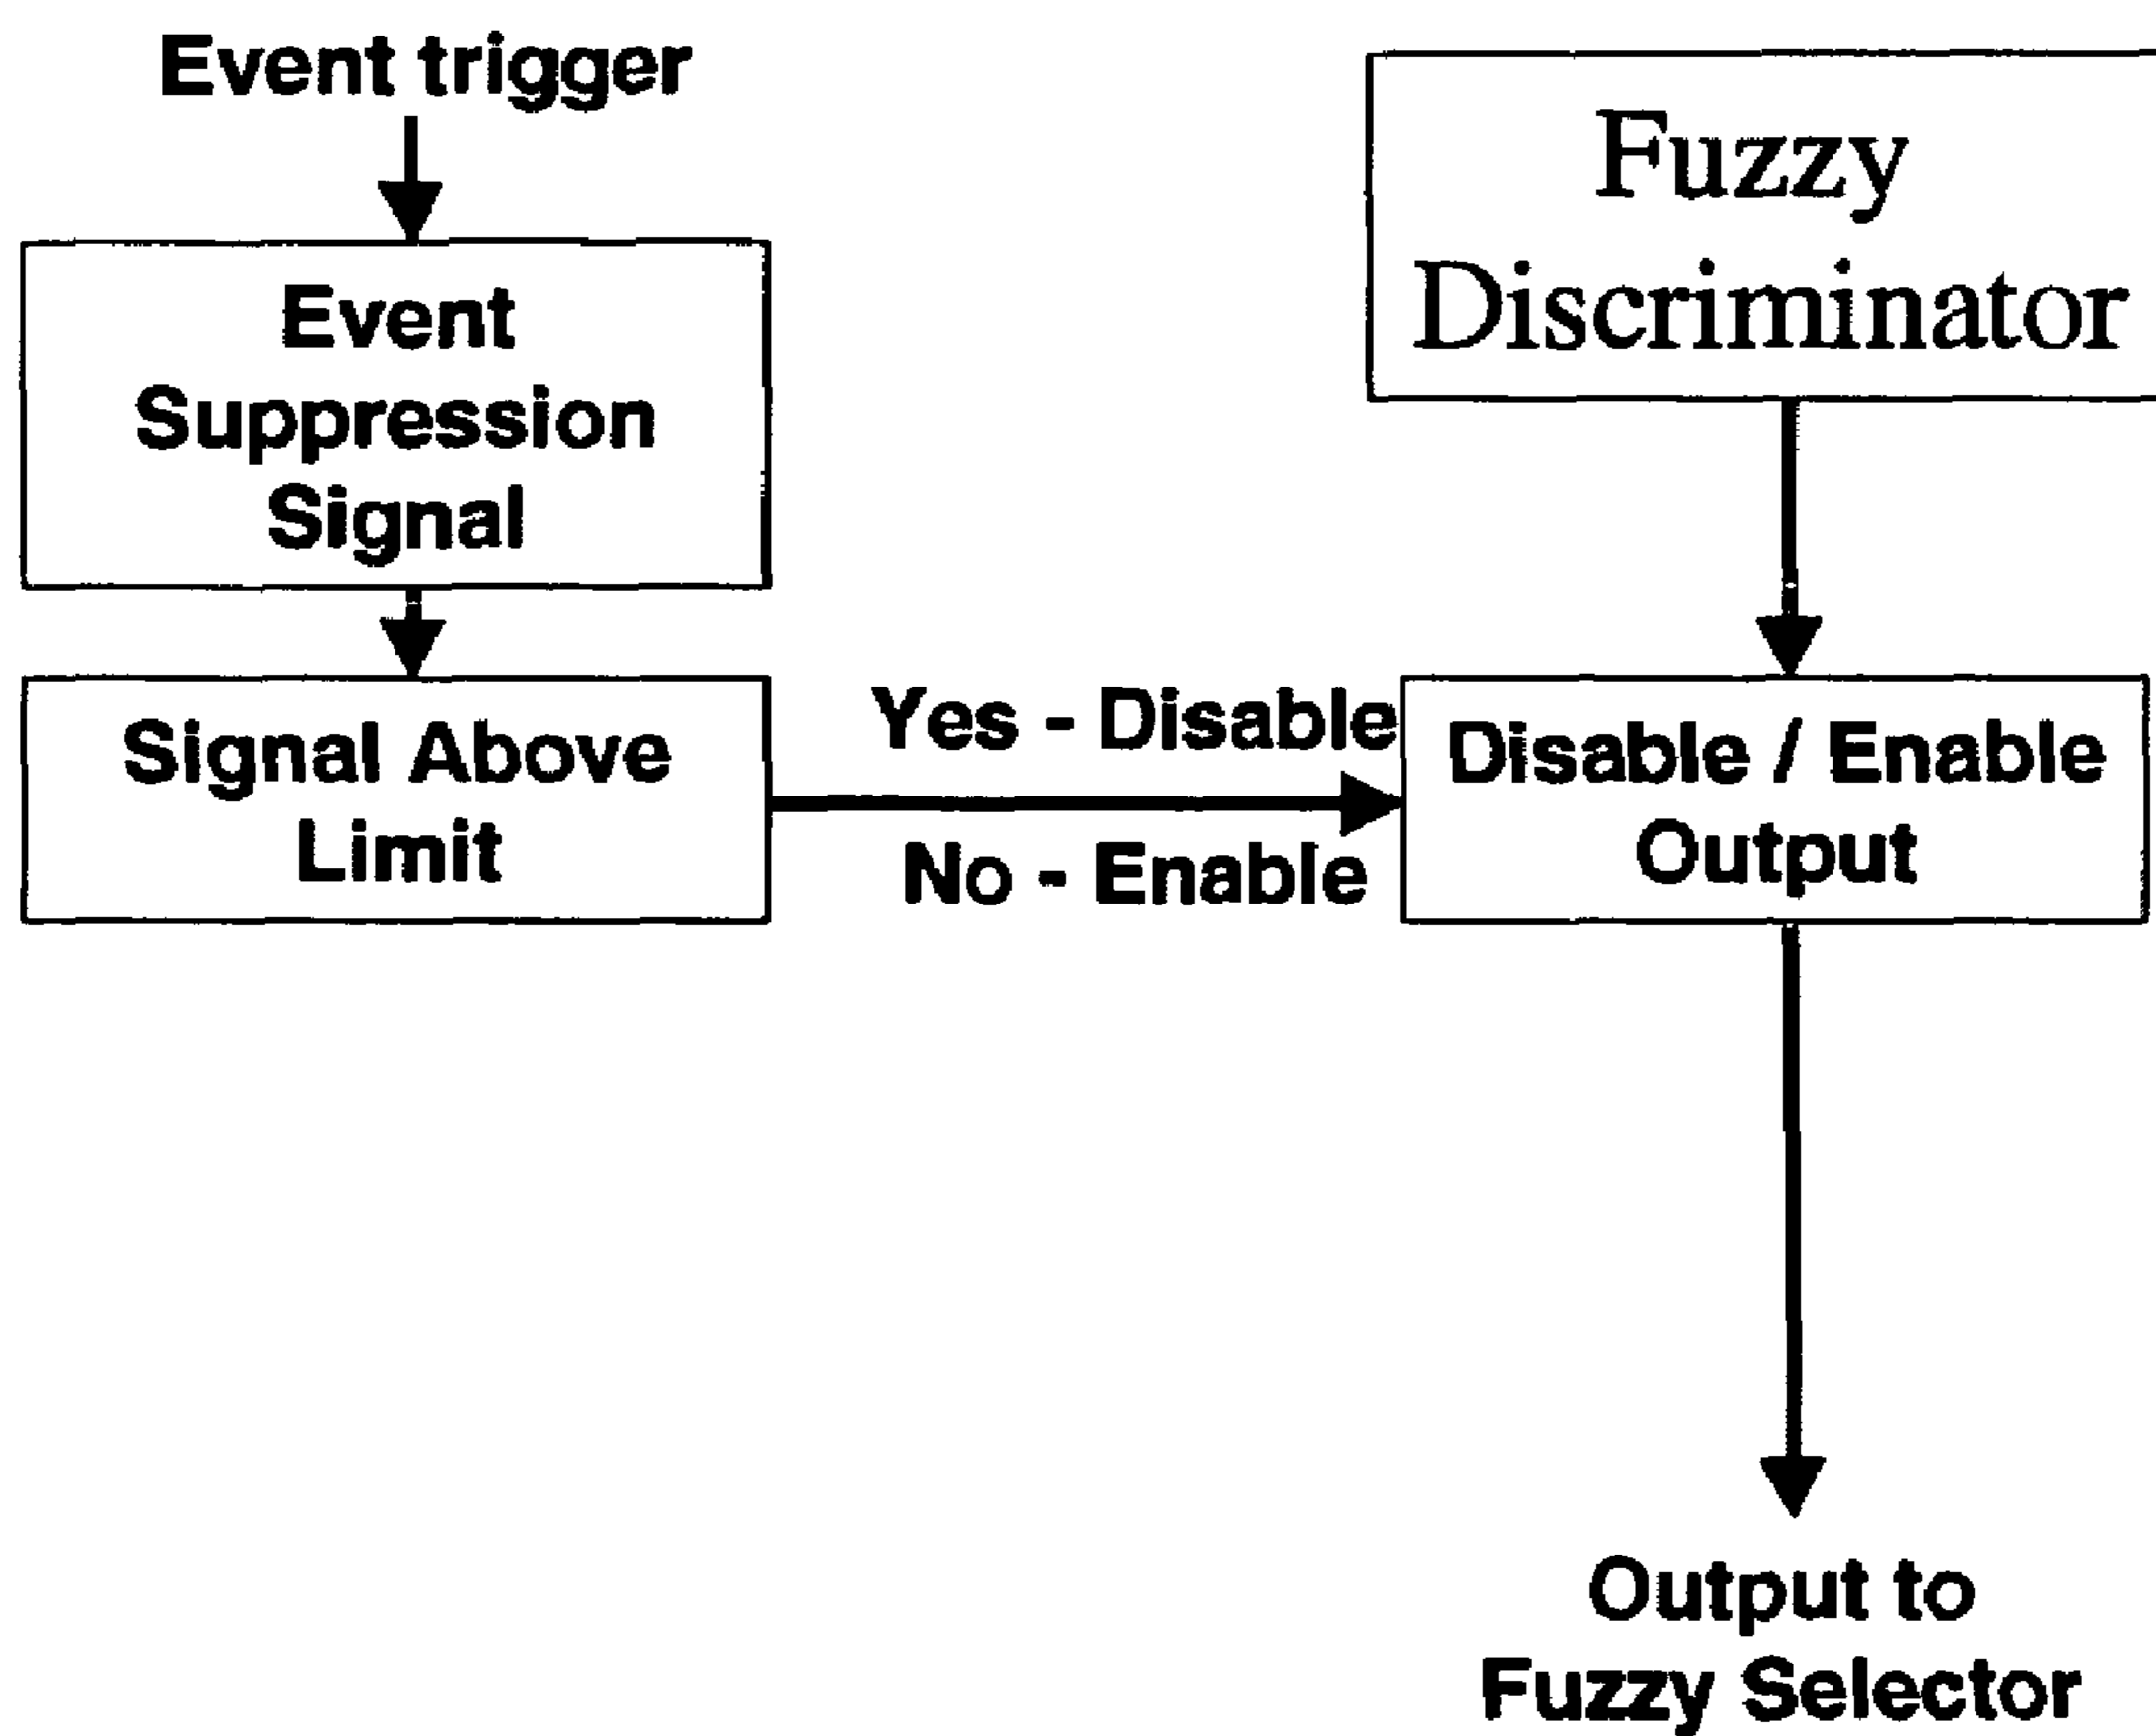 Event trigger
Event
Suppression
Signal
Signal Above
Limit
Yes - Disable
No - Enable
Fuzzy
Discriminator
Disable / Enable
Output
Output to
Fuzzy Selector